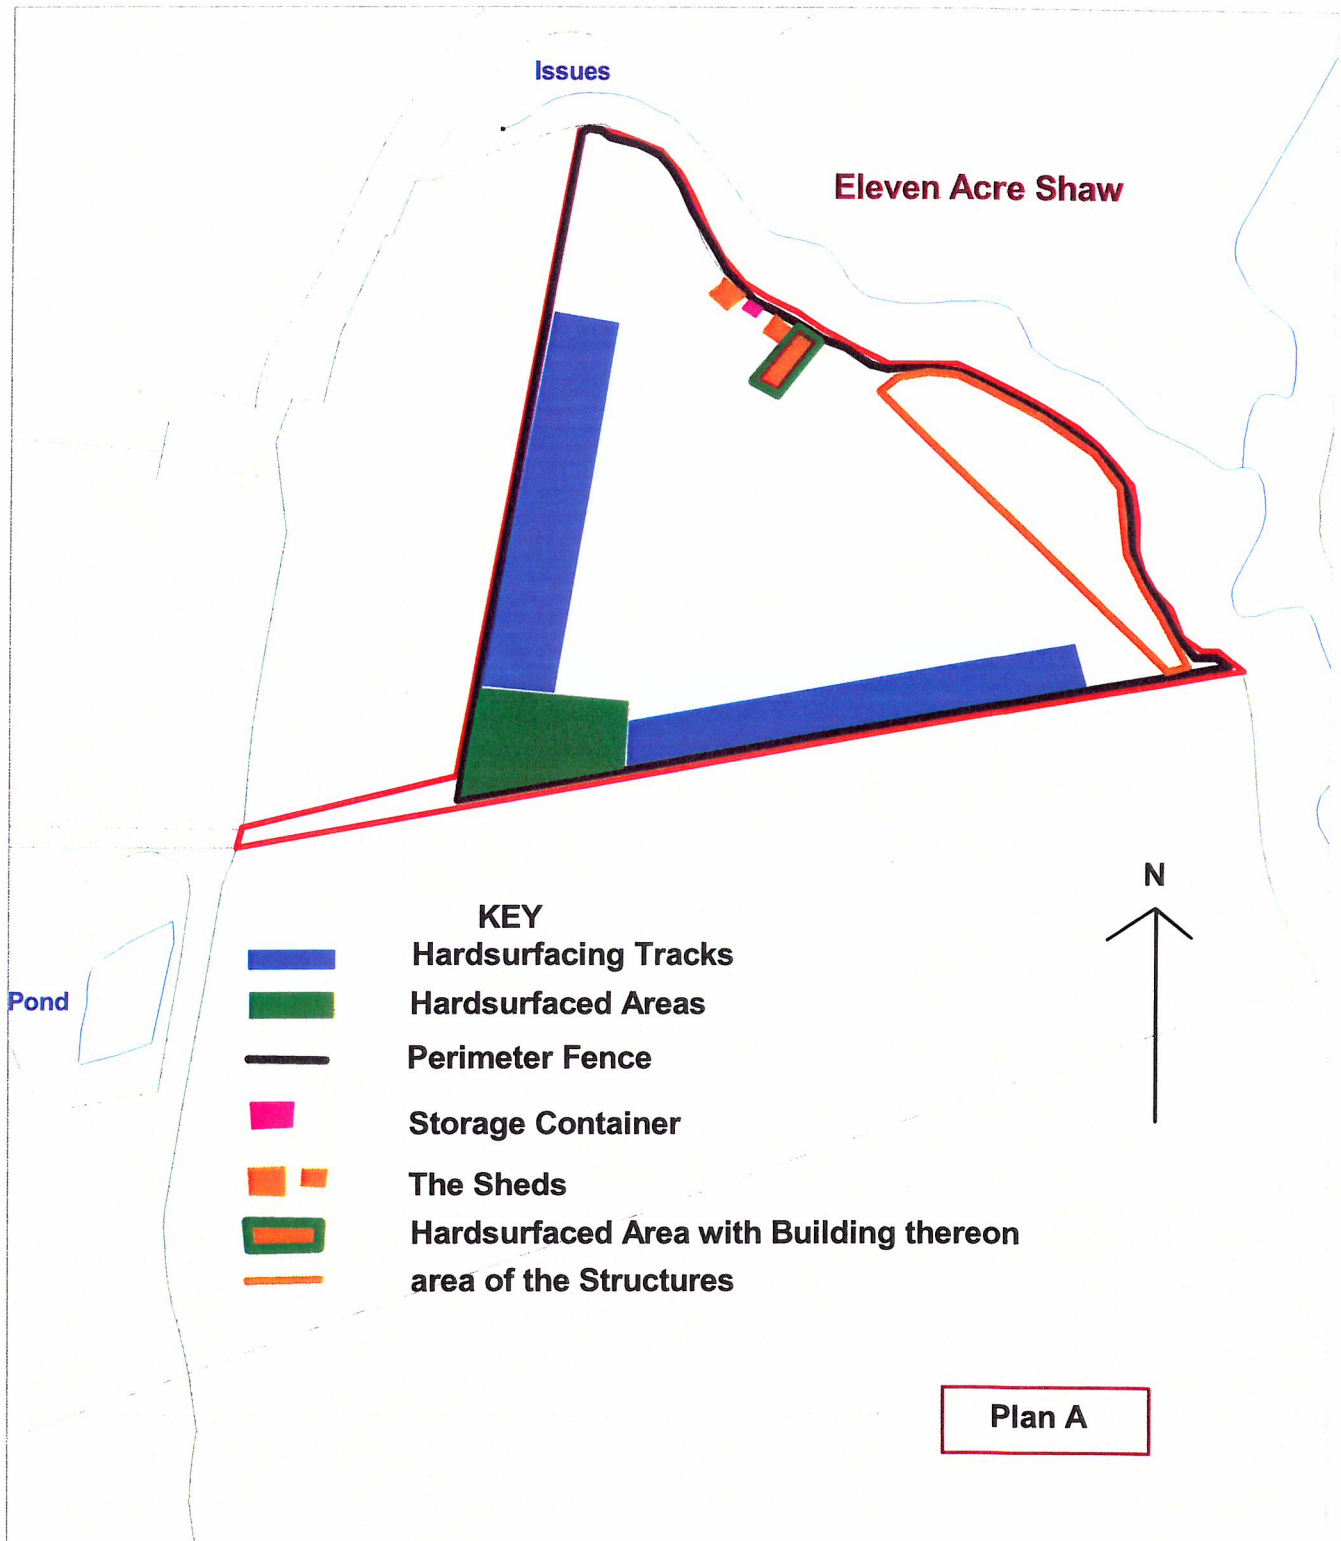 Issues
Eleven Acre Shaw
N
KEY
Hardsurfacing Tracks
Hardsurfaced Areas
Pond
Perimeter Fence
Storage Container
The Sheds
Hardsurfaced Area with Building thereon
area of the Structures
Plan A